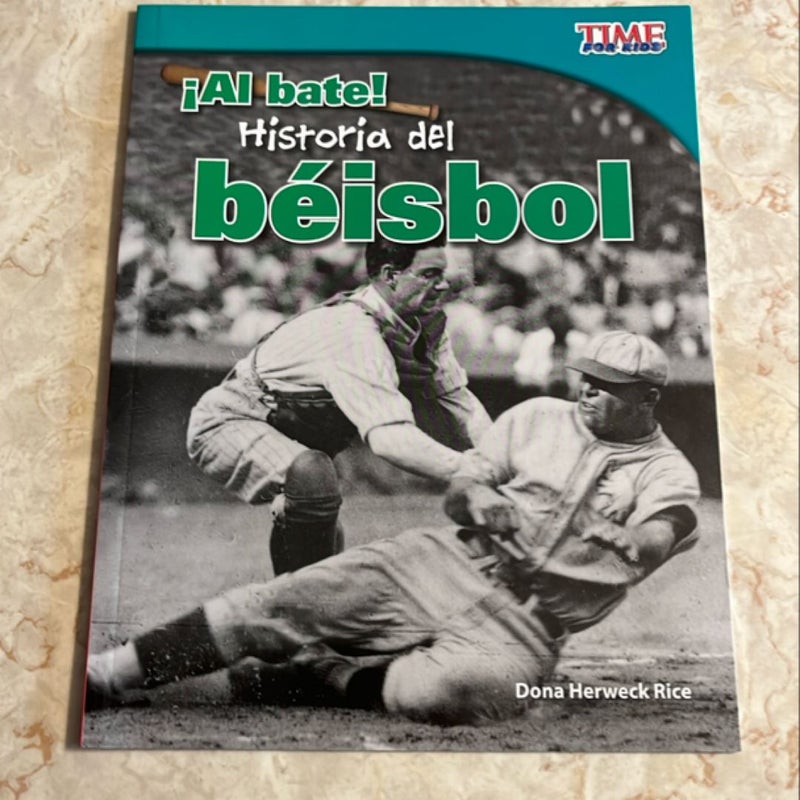 TIME
FOR KIDS
¡Al bate!
Historia del
béisbol
Dona Herweck Rice